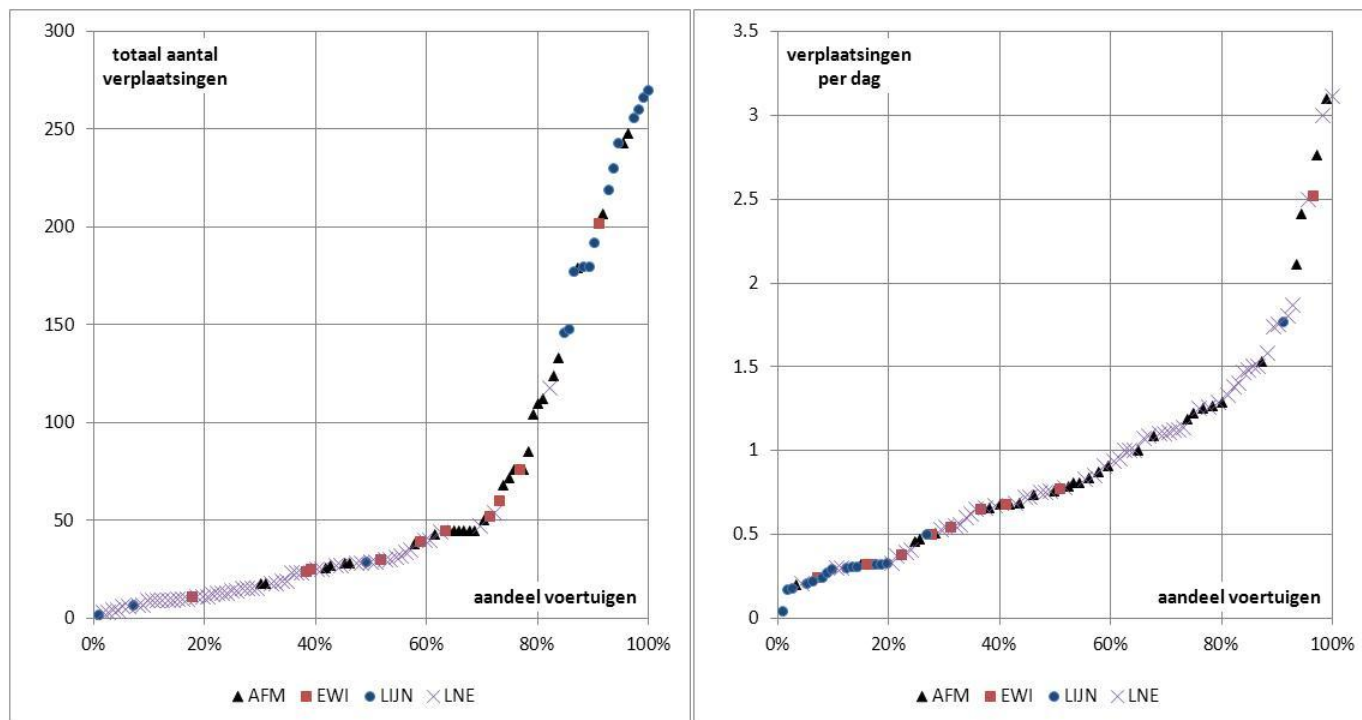 300
250
200
150
100
50
0
totaal aantal
verplaatsingen
aandeel voertuigen
0% 20% 40% 60% 80% 100%
AFM EWI LIJN LNE
3.5
3
2.5
2
1.5
1
0.5
0
verplaatsingen
per dag
aandeel voertuigen
0% 20% 40% 60% 80% 100%
AFM EWI LIJN LNE